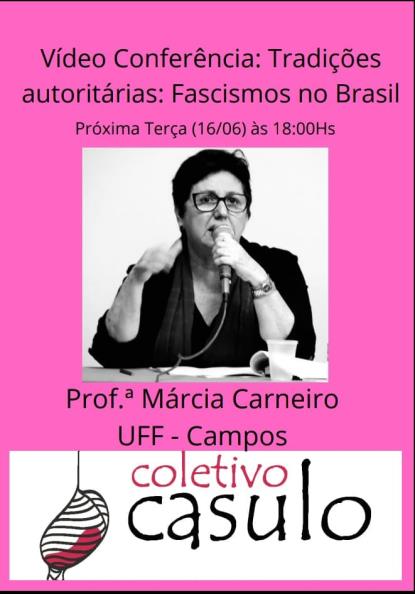 Vídeo Conferência: Tradições
autoritárias: Fascismos no Brasil
Próxima Terça (16/06) às 18:00Hs
Prof.ª Márcia Carneiro
UFF - Campos
coletivo
casulo